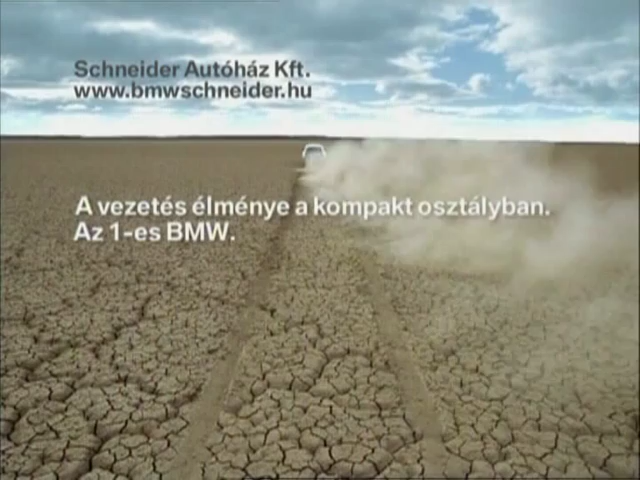 Schneider Autóház Kft.
www.bmwschneider.hu
A vezetés élménye a kompakt osztályban.
Az 1-es BMW.